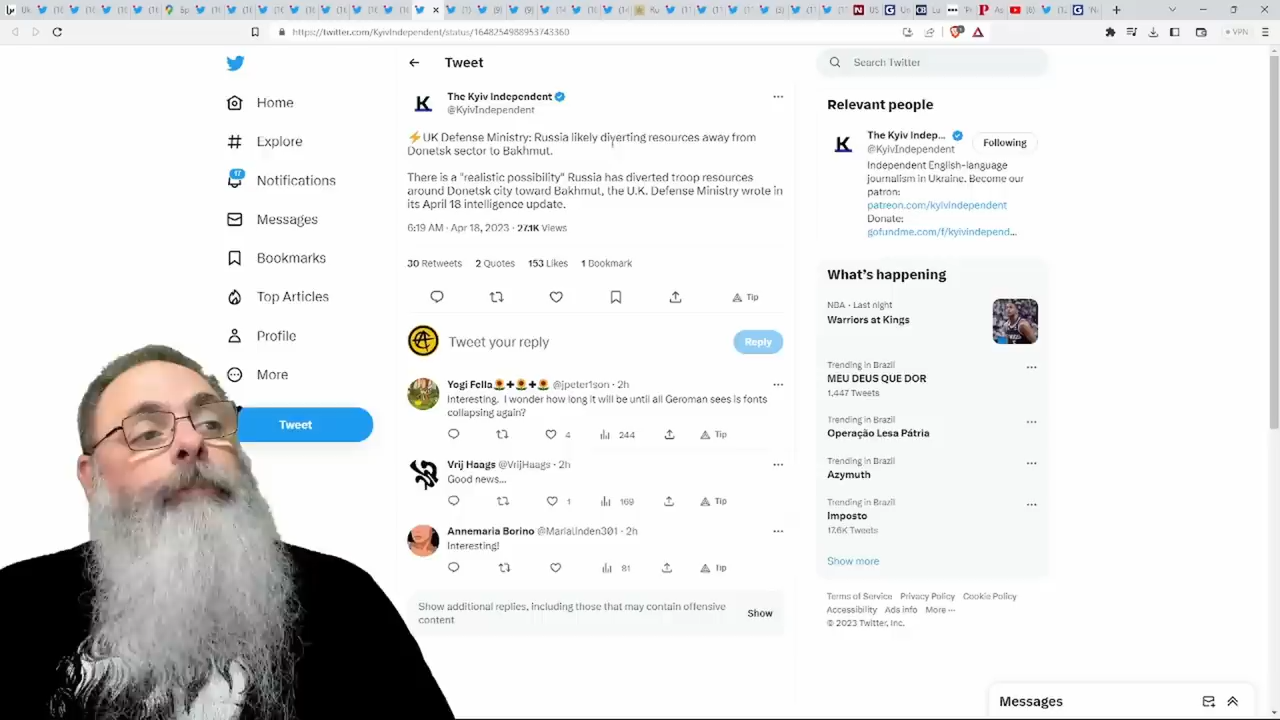 https://twitter.com/KyivIndependent/status/1648254988953743360
VPN
Home
Explore
17
Notifications
Messages
Bookmarks
Top Articles
Profile
More
Tweet
Tweet
The Kyiv Independent
@KyivIndependent
⚡UK Defense Ministry: Russia likely diverting resources away from
Donetsk sector to Bakhmut.
There is a "realistic possibility" Russia has diverted troop resources
around Donetsk city toward Bakhmut, the U.K. Defense Ministry wrote in
its April 18 intelligence update.
6:19 AM · Apr 18, 2023 · 27.1K Views
30 Retweets 2 Quotes 153 Likes 1 Bookmark
Tip
Tweet your reply
Reply
Yogi Fella🌻+🌻+🌻 @jpeter1son · 2h
Interesting. I wonder how long it will be until all Geroman sees is fonts
collapsing again?
4 244 Tip
Vrij Haags @VrijHaags · 2h
Good news...
1 169 Tip
Annemaria Borino @Marialinden301 · 2h
Interesting!
81 Tip
Show additional replies, including those that may contain offensive
content
Show
Search Twitter
Relevant people
The Kyiv Indep...
@KyivIndependent
Following
Independent English-language
journalism in Ukraine. Become our
patron:
patreon.com/kyivindependent
Donate:
gofundme.com/f/kyivindepend...
What's happening
NBA · Last night
Warriors at Kings
Trending in Brazil
MEU DEUS QUE DOR
1,447 Tweets
Trending in Brazil
Operação Lesa Pátria
Trending in Brazil
Azymuth
Trending in Brazil
Imposto
17.6K Tweets
Show more
Terms of Service Privacy Policy Cookie Policy
Accessibility Ads info More ···
© 2023 Twitter, Inc.
Messages